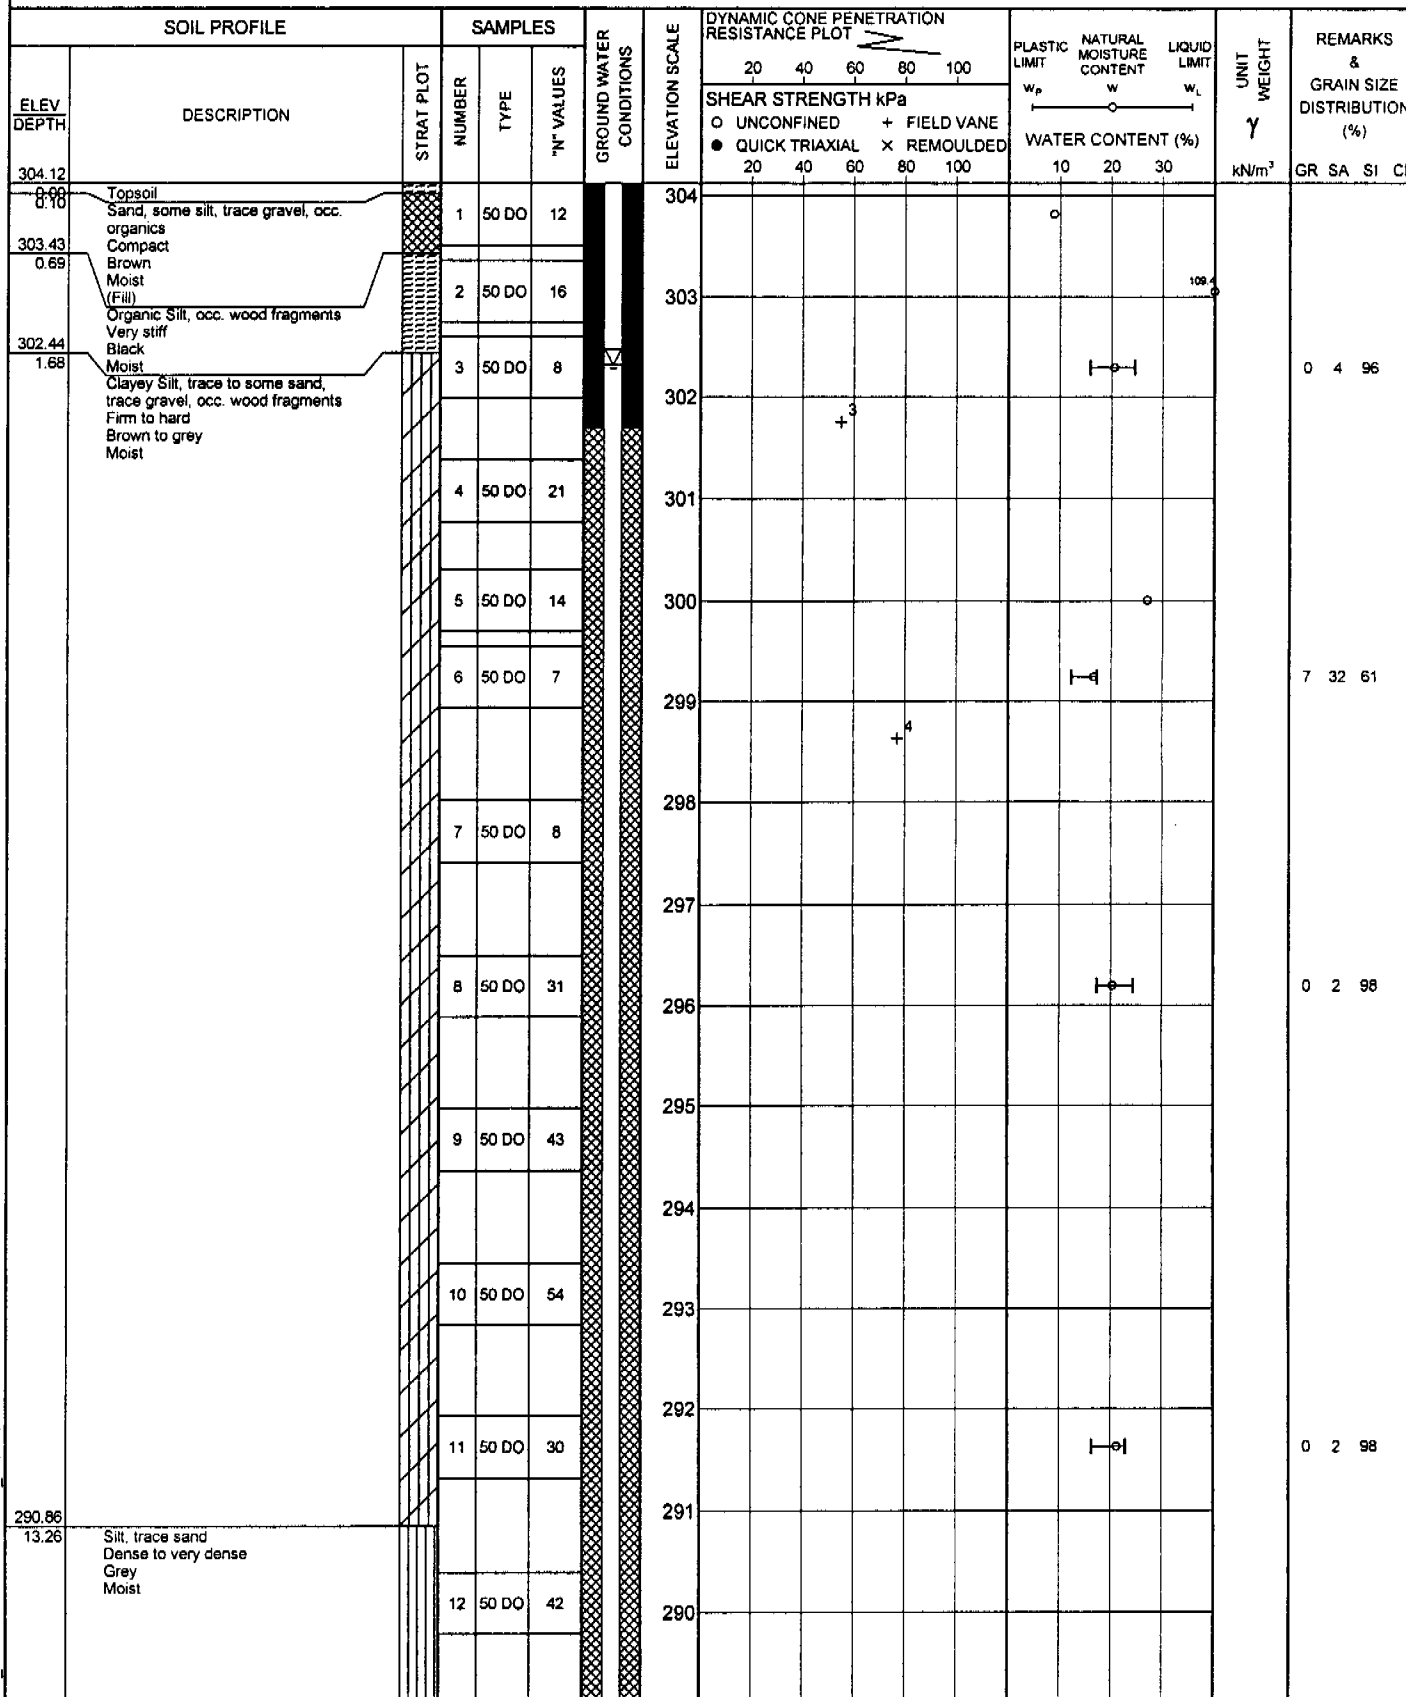 SOIL PROFILE
SAMPLES
GROUND WATER
CONDITIONS
ELEVATION SCALE
DYNAMIC CONE PENETRATION
RESISTANCE PLOT
20 40 60 80 100
SHEAR STRENGTH kPa
O UNCONFINED + FIELD VANE
● QUICK TRIAXIAL × REMOULDED
20 40 60 80 100
PLASTIC LIMIT
NATURAL MOISTURE CONTENT
LIQUID LIMIT
WP W WL
WATER CONTENT (%)
10 20 30
UNIT WEIGHT
γ
kN/m³
REMARKS
&
GRAIN SIZE
DISTRIBUTION
(%)
GR SA SI
ELEV
DEPTH
DESCRIPTION
STRAT PLOT
NUMBER
TYPE
"N" VALUES
304.12
0.00
Topsoil
0.10
Sand, some silt, trace gravel, occ.
organics
Compact
303.43
0.69
Brown
Moist
(Fill)
Organic Silt, occ. wood fragments
Very stiff
302.44
Black
1.68
Moist
Clayey Silt, trace to some sand,
trace gravel, occ. wood fragments
Firm to hard
Brown to grey
Moist
290.86
13.26
Silt, trace sand
Dense to very dense
Grey
Moist
1 50 DO 12
2 50 DO 16
3 50 DO 8
4 50 DO 21
5 50 DO 14
6 50 DO 7
7 50 DO 8
8 50 DO 31
9 50 DO 43
10 50 DO 54
11 50 DO 30
12 50 DO 42
304
303
302
301
300
299
298
297
296
295
294
293
292
291
290
109.4
3
4
0 4 96
7 32 61
0 2 98
0 2 98